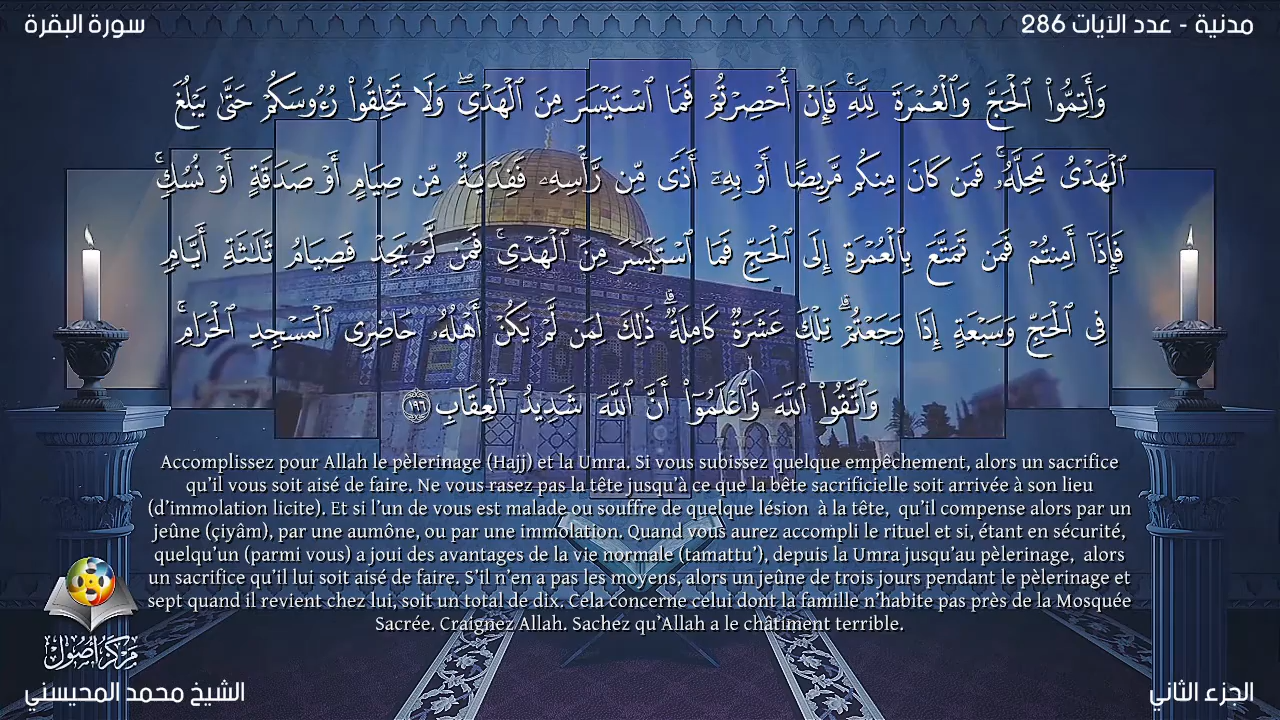 سورة البقرة
مدنية - عدد الآيات 286
وَأَتِمُّوا۟ ٱلْحَجَّ وَٱلْعُمْرَةَ لِلَّهِ ۚ فَإِنْ أُحْصِرْتُمْ فَمَا ٱسْتَيْسَرَ مِنَ ٱلْهَدْىِ ۖ وَلَا تَحْلِقُوا۟ رُءُوسَكُمْ حَتَّىٰ يَبْلُغَ
ٱلْهَدْىُ مَحِلَّهُۥ ۚ فَمَن كَانَ مِنكُم مَّرِيضًا أَوْ بِهِۦٓ أَذًى مِّن رَّأْسِهِۦ فَفِدْيَةٌ مِّن صِيَامٍ أَوْ صَدَقَةٍ أَوْ نُسُكٍ ۚ
فَإِذَآ أَمِنتُمْ فَمَن تَمَتَّعَ بِٱلْعُمْرَةِ إِلَى ٱلْحَجِّ فَمَا ٱسْتَيْسَرَ مِنَ ٱلْهَدْىِ ۚ فَمَن لَّمْ يَجِدْ فَصِيَامُ ثَلَـٰثَةِ أَيَّامٍ
فِى ٱلْحَجِّ وَسَبْعَةٍ إِذَا رَجَعْتُمْ ۗ تِلْكَ عَشَرَةٌ كَامِلَةٌ ۗ ذَٰلِكَ لِمَن لَّمْ يَكُنْ أَهْلُهُۥ حَاضِرِى ٱلْمَسْجِدِ ٱلْحَرَامِ ۚ
وَٱتَّقُوا۟ ٱللَّهَ وَٱعْلَمُوٓا۟ أَنَّ ٱللَّهَ شَدِيدُ ٱلْعِقَابِ ١٩٦
Accomplissez pour Allah le pèlerinage (Hajj) et la Umra. Si vous subissez quelque empêchement, alors un sacrifice
qu’il vous soit aisé de faire. Ne vous rasez pas la tête jusqu’à ce que la bête sacrificielle soit arrivée à son lieu
(d’immolation licite). Et si l’un de vous est malade ou souffre de quelque lésion à la tête, qu’il compense alors par un
jeûne (çiyâm), par une aumône, ou par une immolation. Quand vous aurez accompli le rituel et si, étant en sécurité,
quelqu’un (parmi vous) a joui des avantages de la vie normale (tamattu’), depuis la Umra jusqu’au pèlerinage, alors
un sacrifice qu’il lui soit aisé de faire. S’il n’en a pas les moyens, alors un jeûne de trois jours pendant le pèlerinage et
sept quand il revient chez lui, soit un total de dix. Cela concerne celui dont la famille n’habite pas près de la Mosquée
Sacrée. Craignez Allah. Sachez qu’Allah a le châtiment terrible.
مركز أصول
الشيخ محمد المحيسني
الجزء الثاني